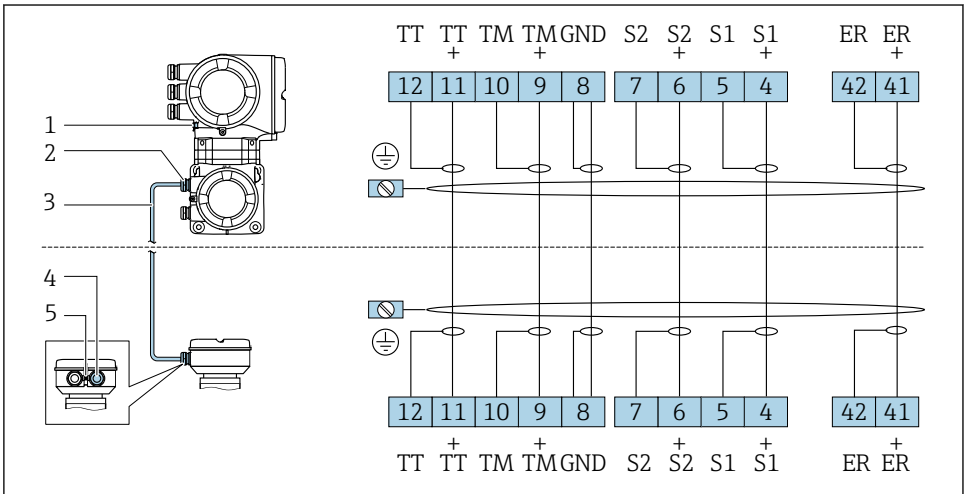 TT TT TM TM GND S2 S2 S1 S1 ER ER
+ + + + +
12 11 10 9 8 7 6 5 4 42 41
1
2
3
4
5
12 11 10 9 8 7 6 5 4 42 41
+ + + + +
TT TT TM TM GND S2 S2 S1 S1 ER ER